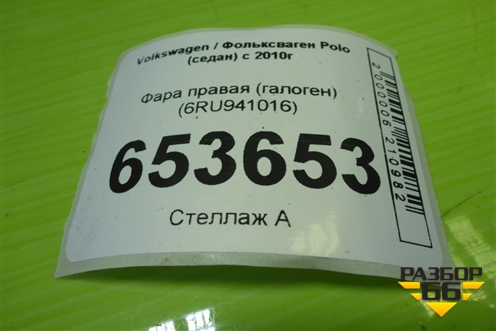 Volkswagen / Фольксваген Polo
(седан) с 2010г
Фара правая (галоген)
(6RU941016)
653653
Стеллаж А
2000006210982
РАЗБОР
66